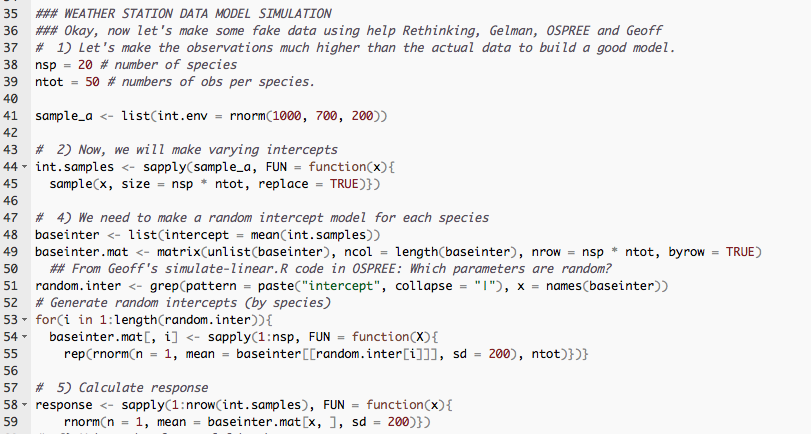 35 ### WEATHER STATION DATA MODEL SIMULATION
36 ### Okay, now let's make some fake data using help Rethinking, Gelman, OSPREE and Geoff
37 #  1) Let's make the observations much higher than the actual data to build a good model.
38 nsp = 20 # number of species
39 ntot = 50 # numbers of obs per species.
40
41 sample_a <- list(int.env = rnorm(1000, 700, 200))
42
43 #  2) Now, we will make varying intercepts
44 int.samples <- sapply(sample_a, FUN = function(x){
45   sample(x, size = nsp * ntot, replace = TRUE)})
46
47 #  4) We need to make a random intercept model for each species
48 baseinter <- list(intercept = mean(int.samples))
49 baseinter.mat <- matrix(unlist(baseinter), ncol = length(baseinter), nrow = nsp * ntot, byrow = TRUE)
50   ## From Geoff's simulate-linear.R code in OSPREE: Which parameters are random?
51 random.inter <- grep(pattern = paste("intercept", collapse = "|"), x = names(baseinter))
52 # Generate random intercepts (by species)
53 for(i in 1:length(random.inter)){
54   baseinter.mat[, i] <- sapply(1:nsp, FUN = function(X){
55     rep(rnorm(n = 1, mean = baseinter[[random.inter[i]]], sd = 200), ntot)})}
56
57 #  5) Calculate response
58 response <- sapply(1:nrow(int.samples), FUN = function(x){
59     rnorm(n = 1, mean = baseinter.mat[x, ], sd = 200)})